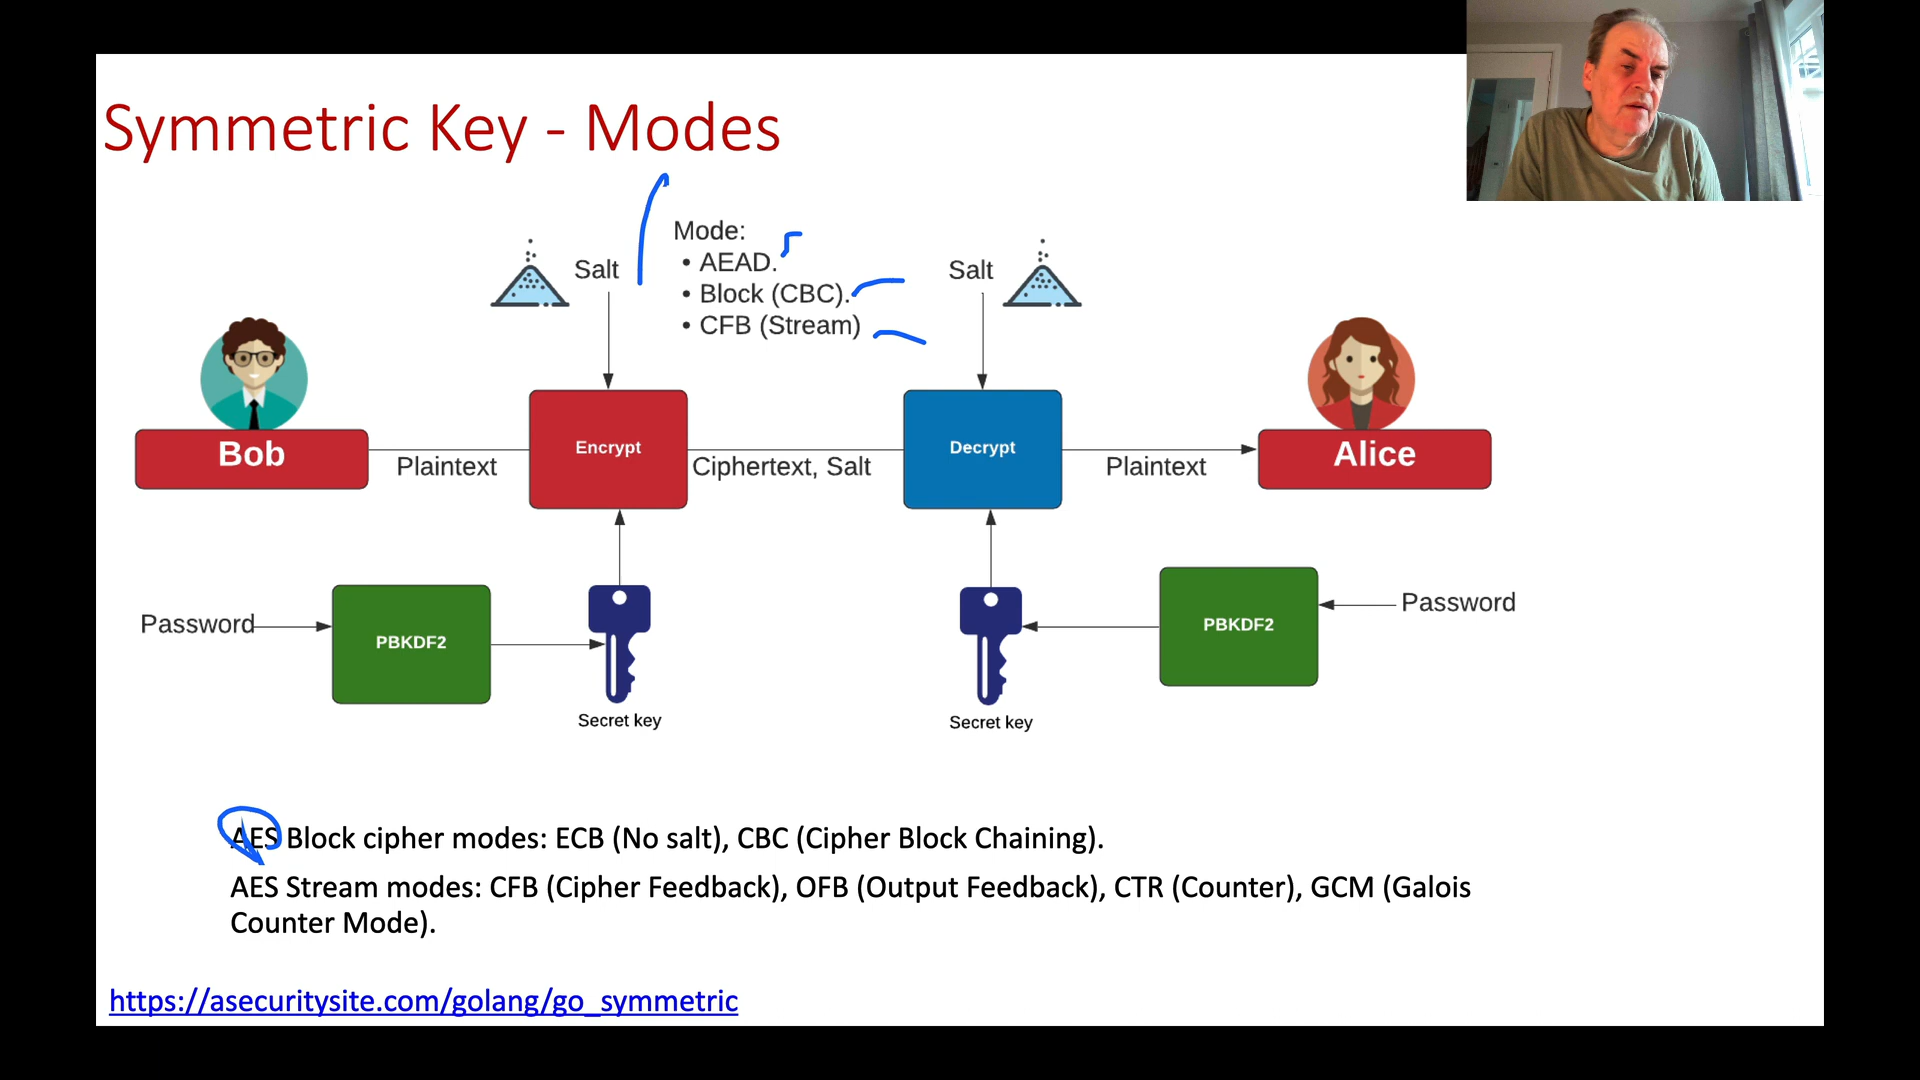 Symmetric Key - Modes
Mode:
• AEAD.
• Block (CBC).
• CFB (Stream)
Salt
Salt
Bob
Plaintext
Encrypt
Ciphertext, Salt
Decrypt
Plaintext
Alice
Password
PBKDF2
Secret key
Secret key
PBKDF2
Password
AES Block cipher modes: ECB (No salt), CBC (Cipher Block Chaining).
AES Stream modes: CFB (Cipher Feedback), OFB (Output Feedback), CTR (Counter), GCM (Galois
Counter Mode).
https://asecuritysite.com/golang/go_symmetric